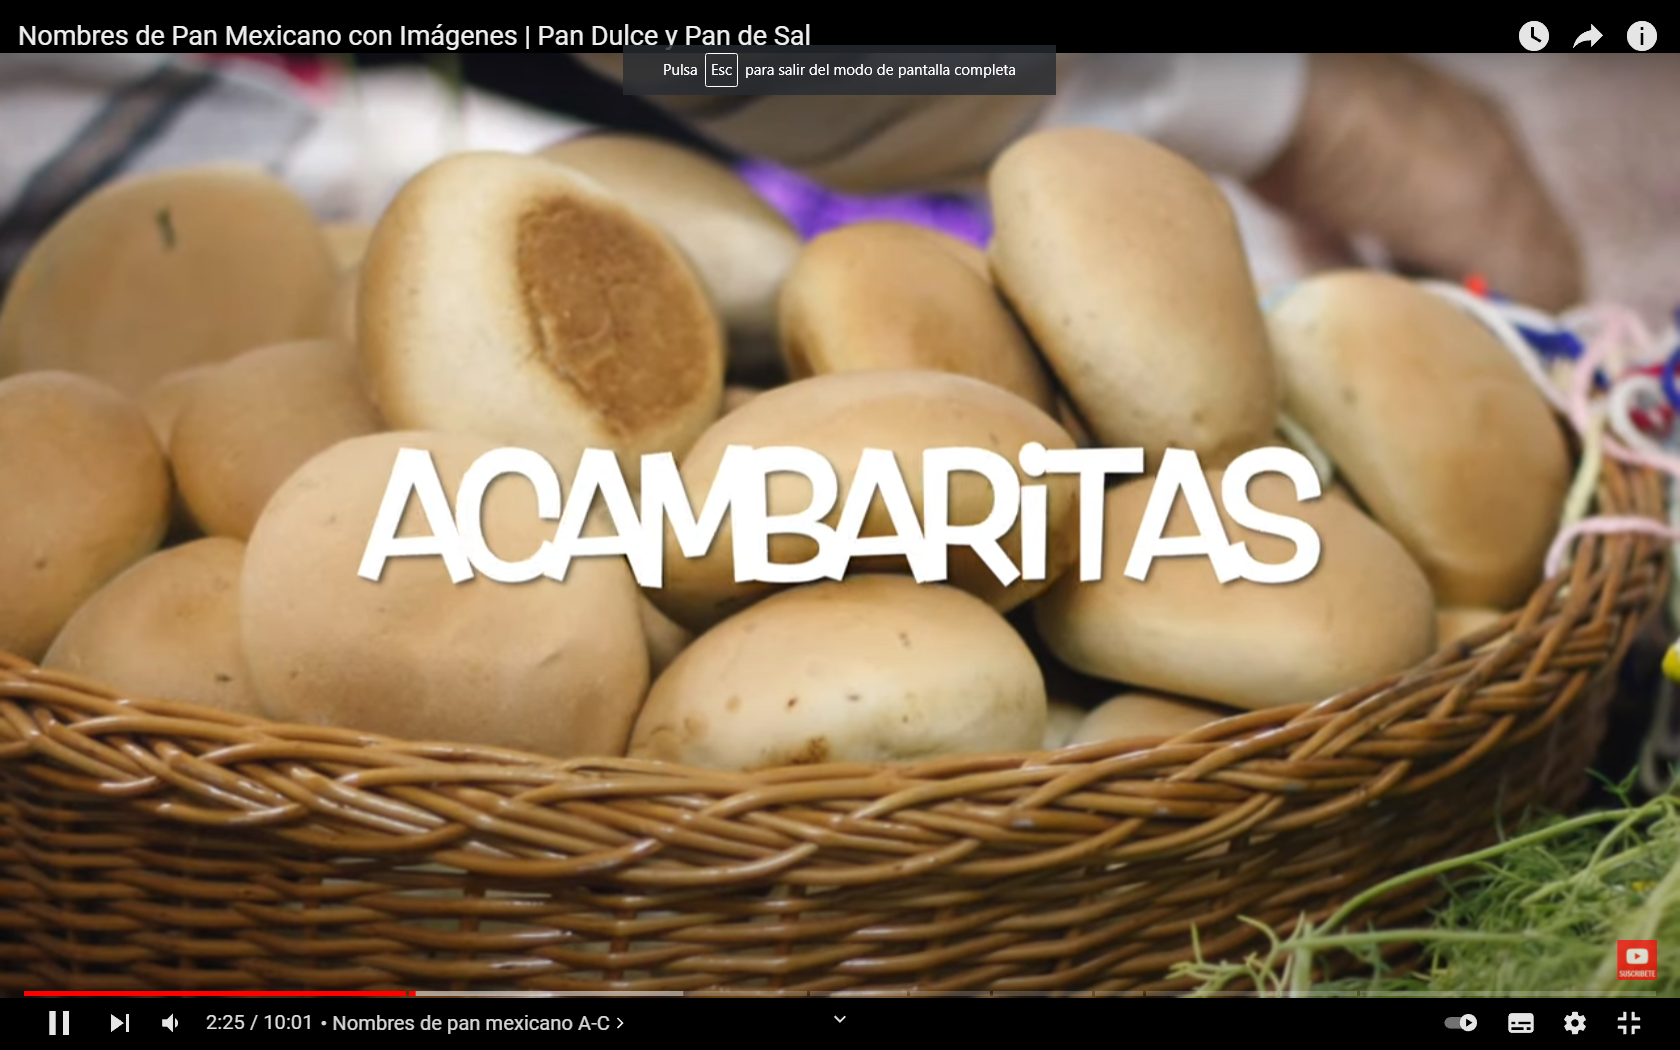 Nombres de Pan Mexicano con Imágenes | Pan Dulce y Pan de Sal
Pulsa Esc para salir del modo de pantalla completa
ACAMBARiTAS
SUSCRIBETE
2:25 / 10:01 • Nombres de pan mexicano A-C >